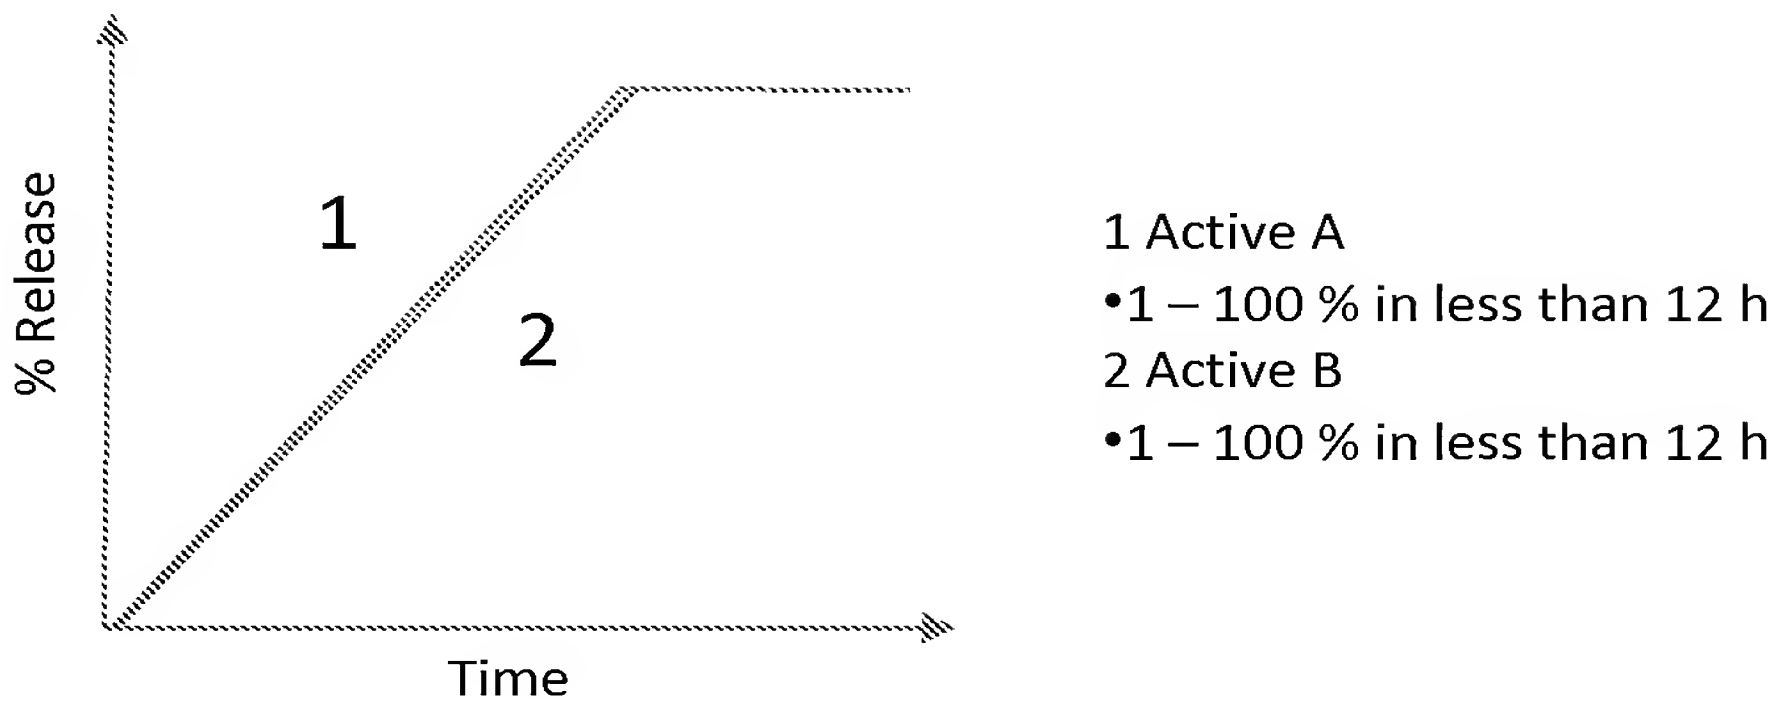 % Release
1
2
Time
1 Active A
•1 – 100 % in less than 12 h
2 Active B
•1 – 100 % in less than 12 h